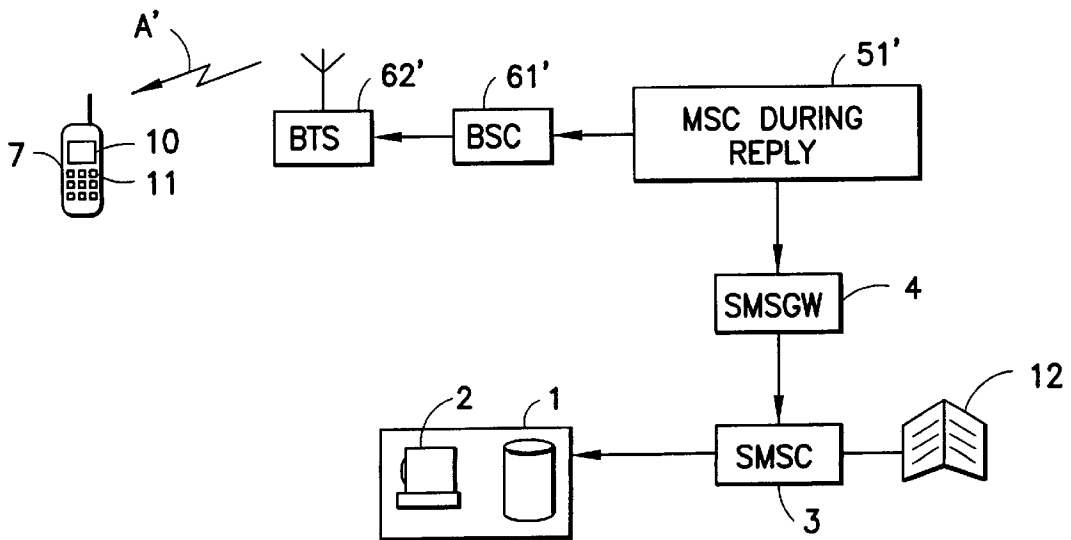 A'
62'
61'
51'
BTS
BSC
MSC DURING
REPLY
7
10
11
SMSGW
4
2
1
12
SMSC
3